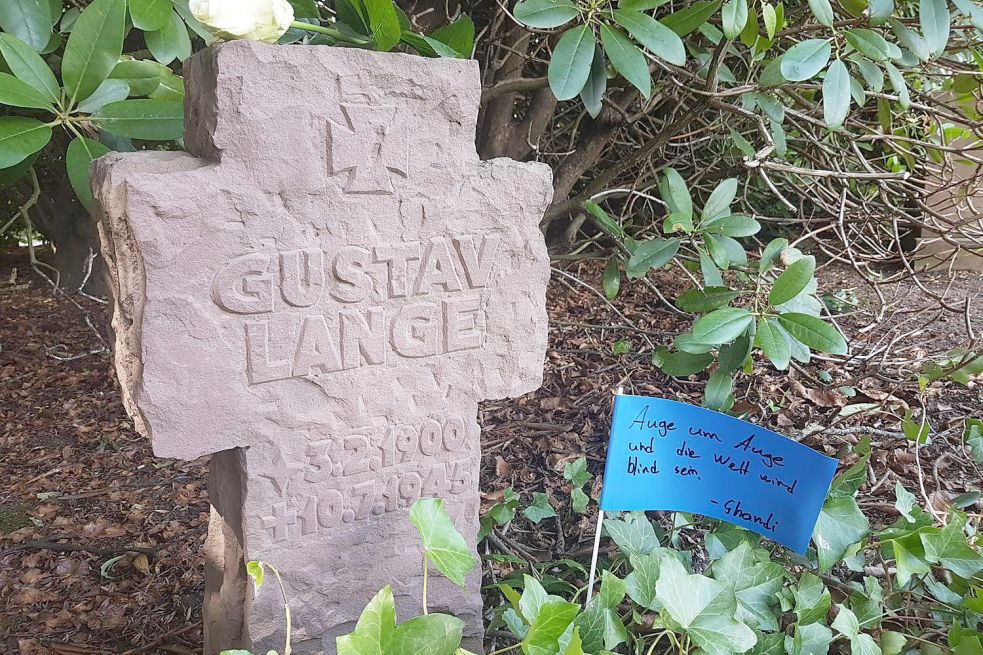 GUSTAV
LANGE
* 3.2.1900
† 10.7.1945
Auge um Auge
und die Welt wird
blind sein.
- Ghandi